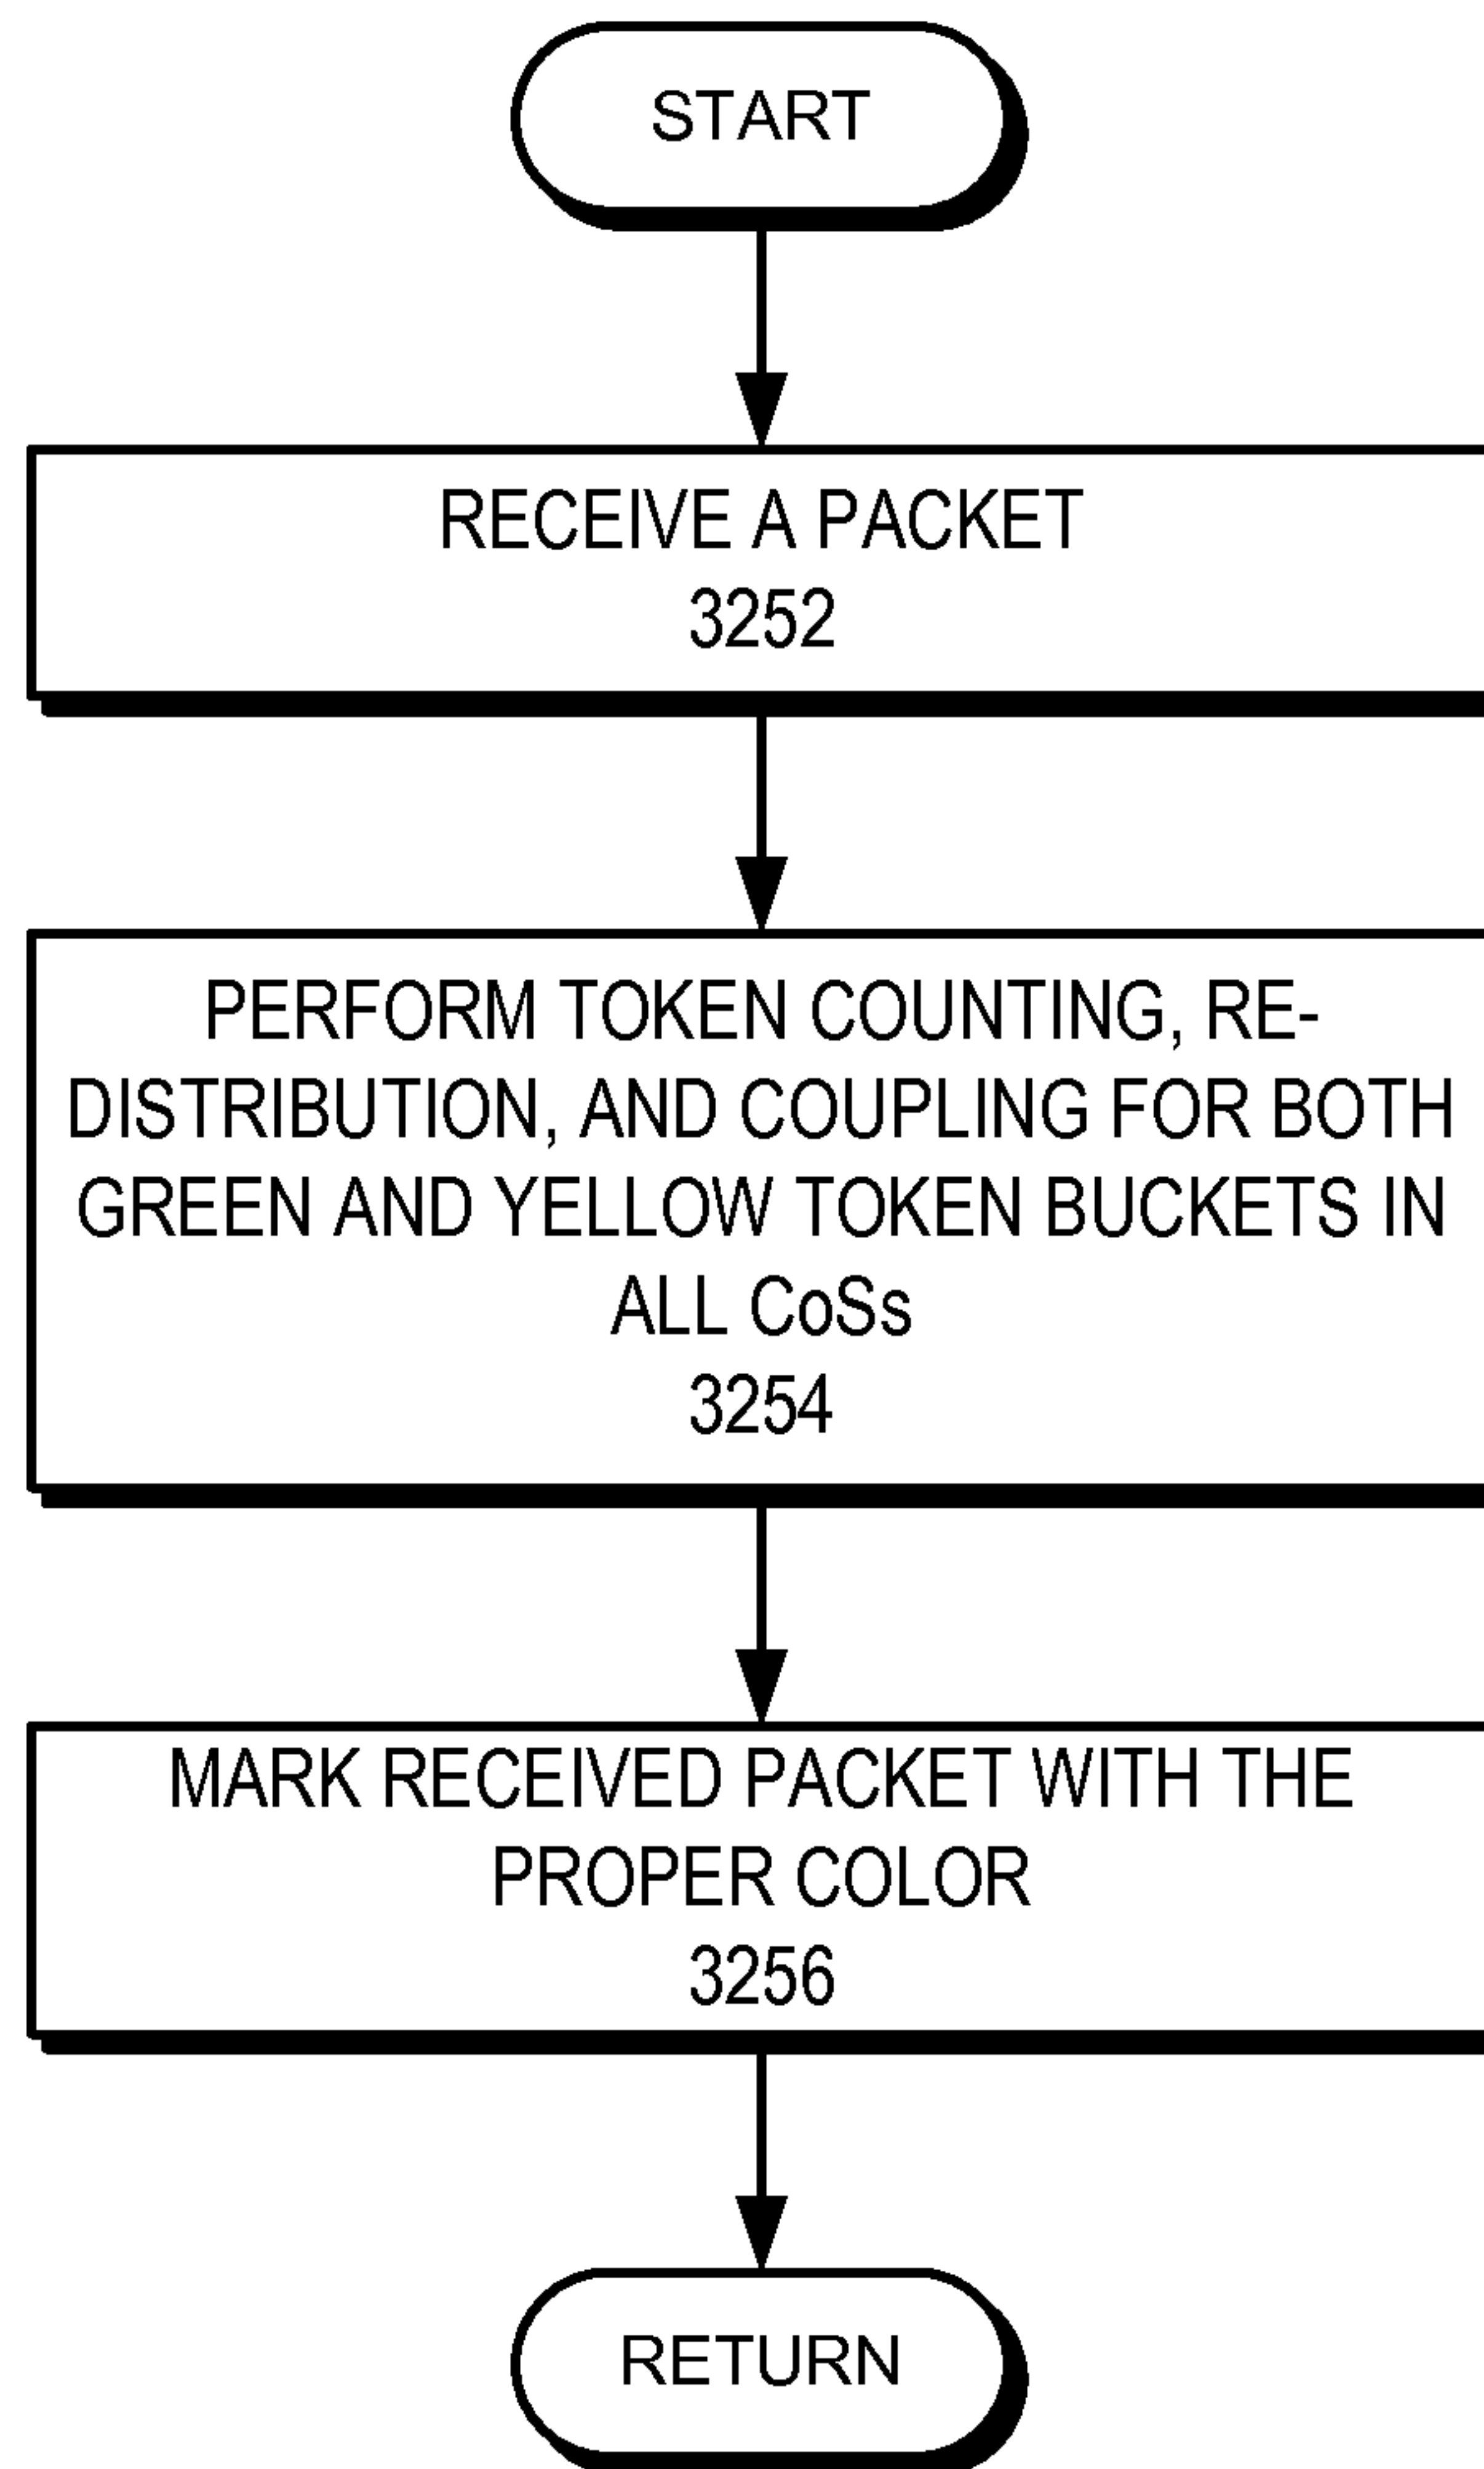 START
RECEIVE A PACKET
3252
PERFORM TOKEN COUNTING, RE-
DISTRIBUTION, AND COUPLING FOR BOTH
GREEN AND YELLOW TOKEN BUCKETS IN
ALL CoSs
3254
MARK RECEIVED PACKET WITH THE
PROPER COLOR
3256
RETURN